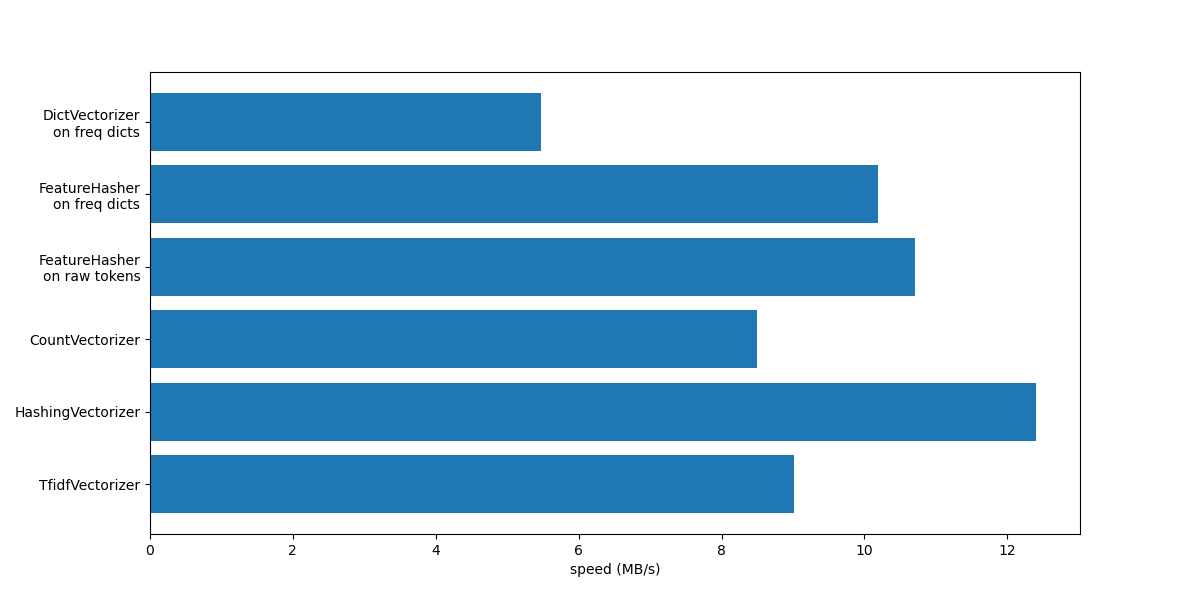 DictVectorizer
on freq dicts
FeatureHasher
on freq dicts
FeatureHasher
on raw tokens
CountVectorizer
HashingVectorizer
TfidfVectorizer
0 2 4 6 8 10 12
speed (MB/s)